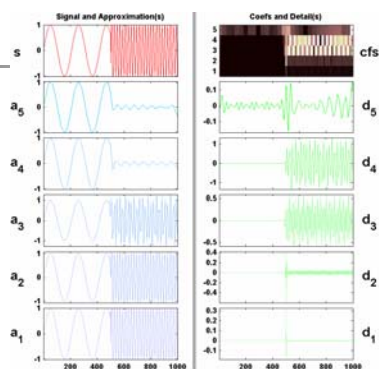 Signal and Approximation(s)
Coefs and Detail(s)
s
1
0
-1
5
4
3
2
1
cfs
a5
1
0
-1
0.1
0
-0.1
d5
a4
1
0
-1
1
0
-1
d4
a3
1
0
-1
0.5
0
-0.5
d3
a2
1
0
-1
0.4
0.2
0
-0.2
-0.4
d2
a1
1
0
-1
0.3
0.2
0.1
0
-0.1
d1
200 400 600 800 1000
200 400 600 800 1000